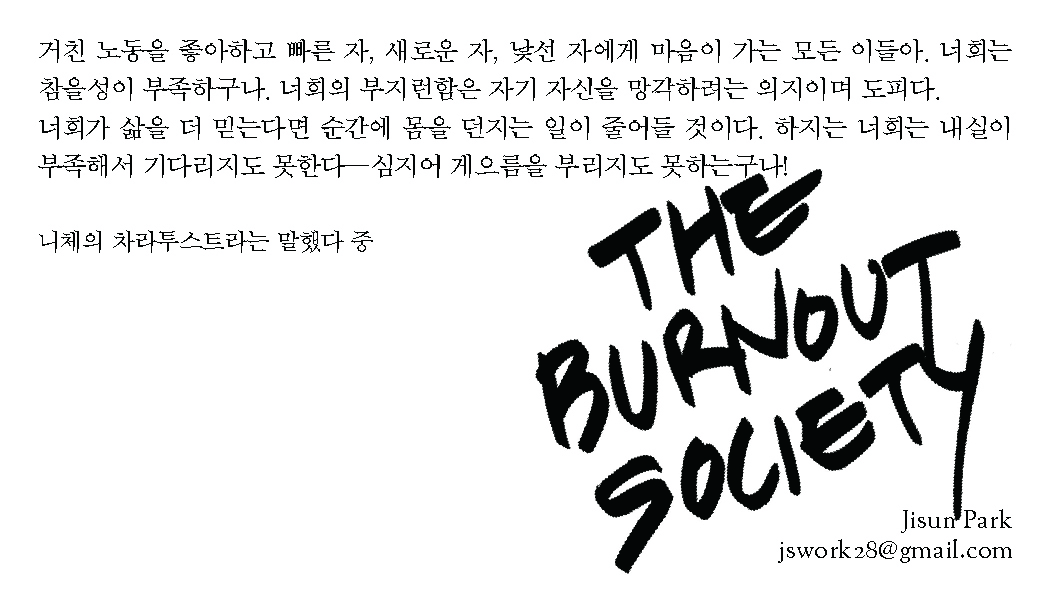 거친 노동을 좋아하고 빠른 자, 새로운 자, 낯선 자에게 마음이 가는 모든 이들아. 너희는
참을성이 부족하구나. 너희의 부지런함은 자기 자신을 망각하려는 의지이며 도피다.
너희가 삶을 더 믿는다면 순간에 몸을 던지는 일이 줄어들 것이다. 하지는 너희는 내실이
부족해서 기다리지도 못한다—심지어 게으름을 부리지도 못하는구나!
니체의 차라투스트라는 말했다 중
THE
BURNOUT
SOCIETY
Jisun Park
jswork28@gmail.com